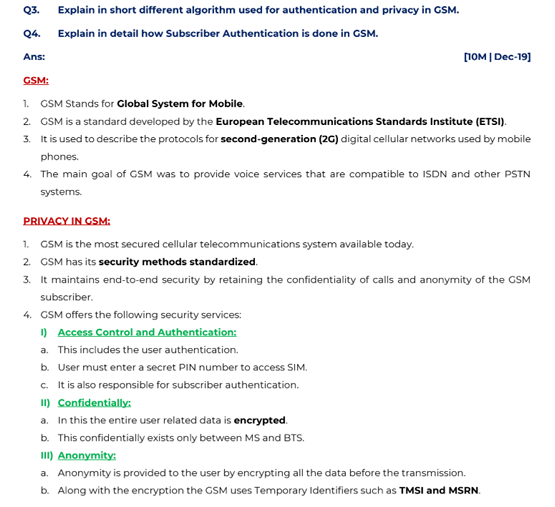 Q3. Explain in short different algorithm used for authentication and privacy in GSM.
Q4. Explain in detail how Subscriber Authentication is done in GSM.
Ans: [10M | Dec-19]
GSM:
1. GSM Stands for Global System for Mobile.
2. GSM is a standard developed by the European Telecommunications Standards Institute (ETSI).
3. It is used to describe the protocols for second-generation (2G) digital cellular networks used by mobile
phones.
4. The main goal of GSM was to provide voice services that are compatible to ISDN and other PSTN
systems.
PRIVACY IN GSM:
1. GSM is the most secured cellular telecommunications system available today.
2. GSM has its security methods standardized.
3. It maintains end-to-end security by retaining the confidentiality of calls and anonymity of the GSM
subscriber.
4. GSM offers the following security services:
I) Access Control and Authentication:
a. This includes the user authentication.
b. User must enter a secret PIN number to access SIM.
c. It is also responsible for subscriber authentication.
II) Confidentially:
a. In this the entire user related data is encrypted.
b. This confidentially exists only between MS and BTS.
III) Anonymity:
a. Anonymity is provided to the user by encrypting all the data before the transmission.
b. Along with the encryption the GSM uses Temporary Identifiers such as TMSI and MSRN.